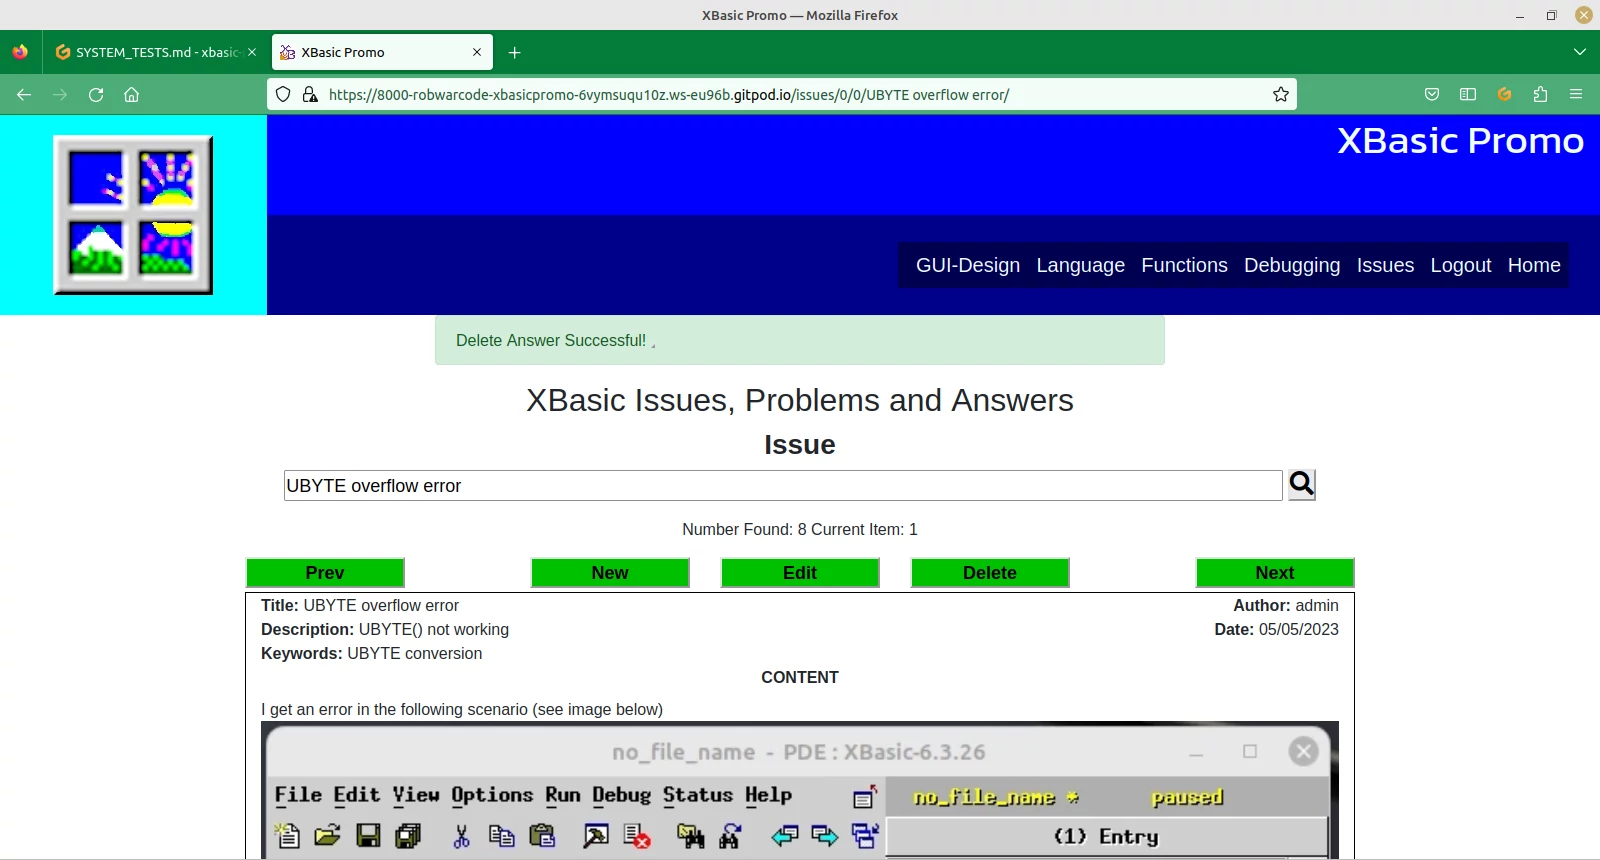 XBasic Promo — Mozilla Firefox
SYSTEM_TESTS.md - xbasic-
XBasic Promo
https://8000-robwarcode-xbasicpromo-6vymsuqu10z.ws-eu96b.gitpod.io/issues/0/0/UBYTE overflow error/
XBasic Promo
GUI-Design Language Functions Debugging Issues Logout Home
Delete Answer Successful! .
XBasic Issues, Problems and Answers
Issue
UBYTE overflow error
Number Found: 8 Current Item: 1
Prev New Edit Delete Next
Title: UBYTE overflow error Author: admin
Description: UBYTE() not working Date: 05/05/2023
Keywords: UBYTE conversion
CONTENT
I get an error in the following scenario (see image below)
no_file_name - PDE : XBasic-6.3.26
File Edit View Options Run Debug Status Help no_file_name * paused
(1) Entry